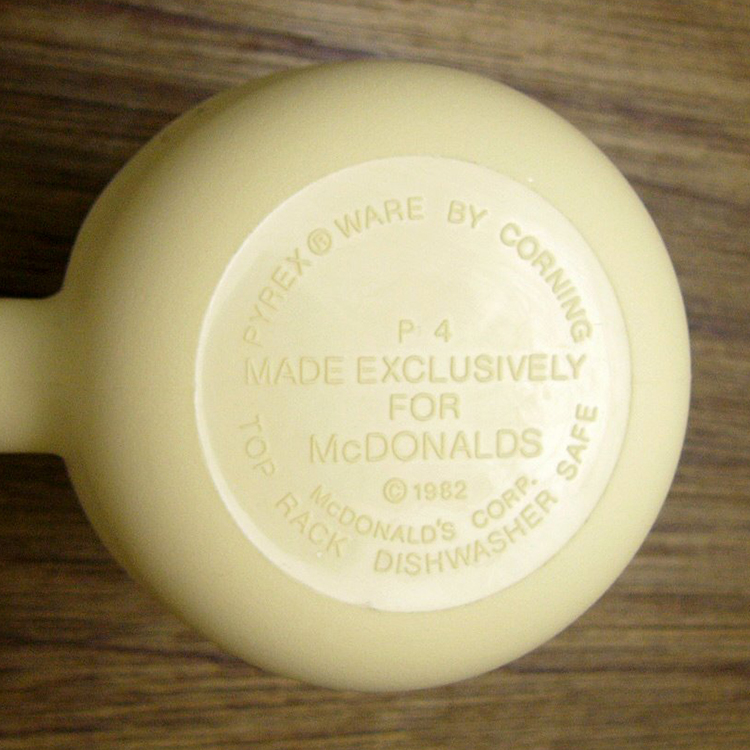 PYREX® WARE BY CORNING
P 4
MADE EXCLUSIVELY
FOR
McDONALDS
© 1982
McDONALD'S CORP.
TOP RACK DISHWASHER SAFE